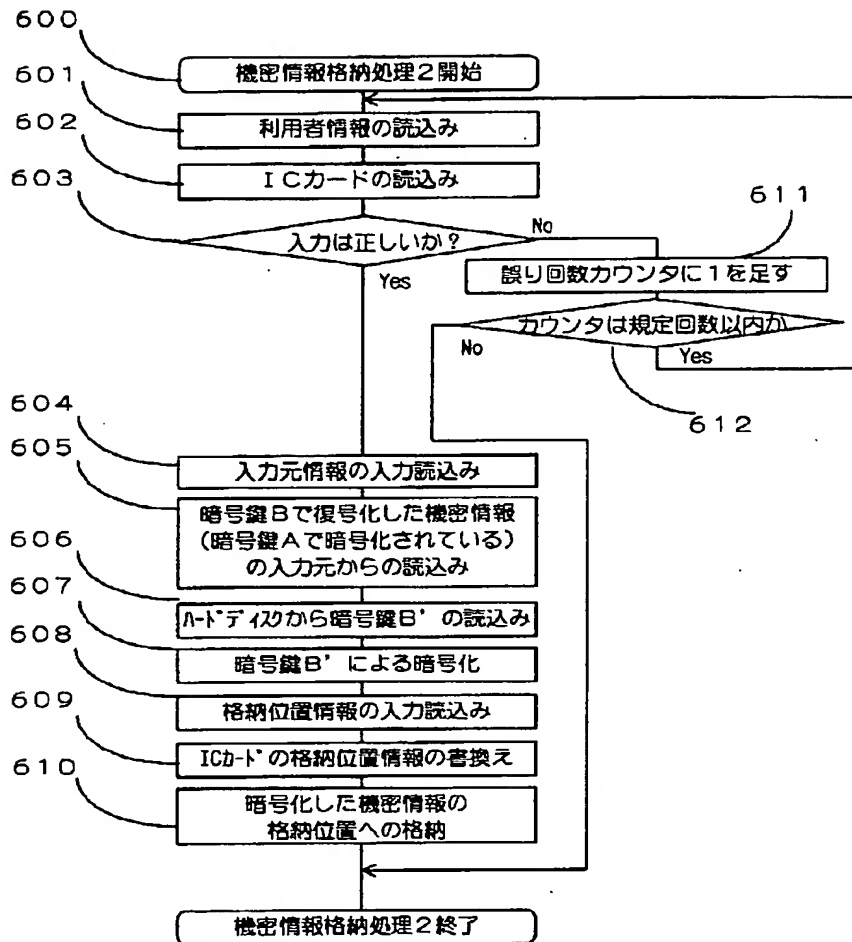 600
機密情報格納処理2開始
601
利用者情報の読込み
602
ICカードの読込み
603
入力は正しいか?
No
Yes
611
誤り回数カウンタに1を足す
カウンタは規定回数以内か
No
Yes
612
604
入力元情報の入力読込み
605
暗号鍵Bで復号化した機密情報
(暗号鍵Aで暗号化されている)
の入力元からの読込み
606
ハードディスクから暗号鍵B'の読込み
607
暗号鍵B'による暗号化
608
格納位置情報の入力読込み
609
ICカードの格納位置情報の書換え
610
暗号化した機密情報の
格納位置への格納
機密情報格納処理2終了